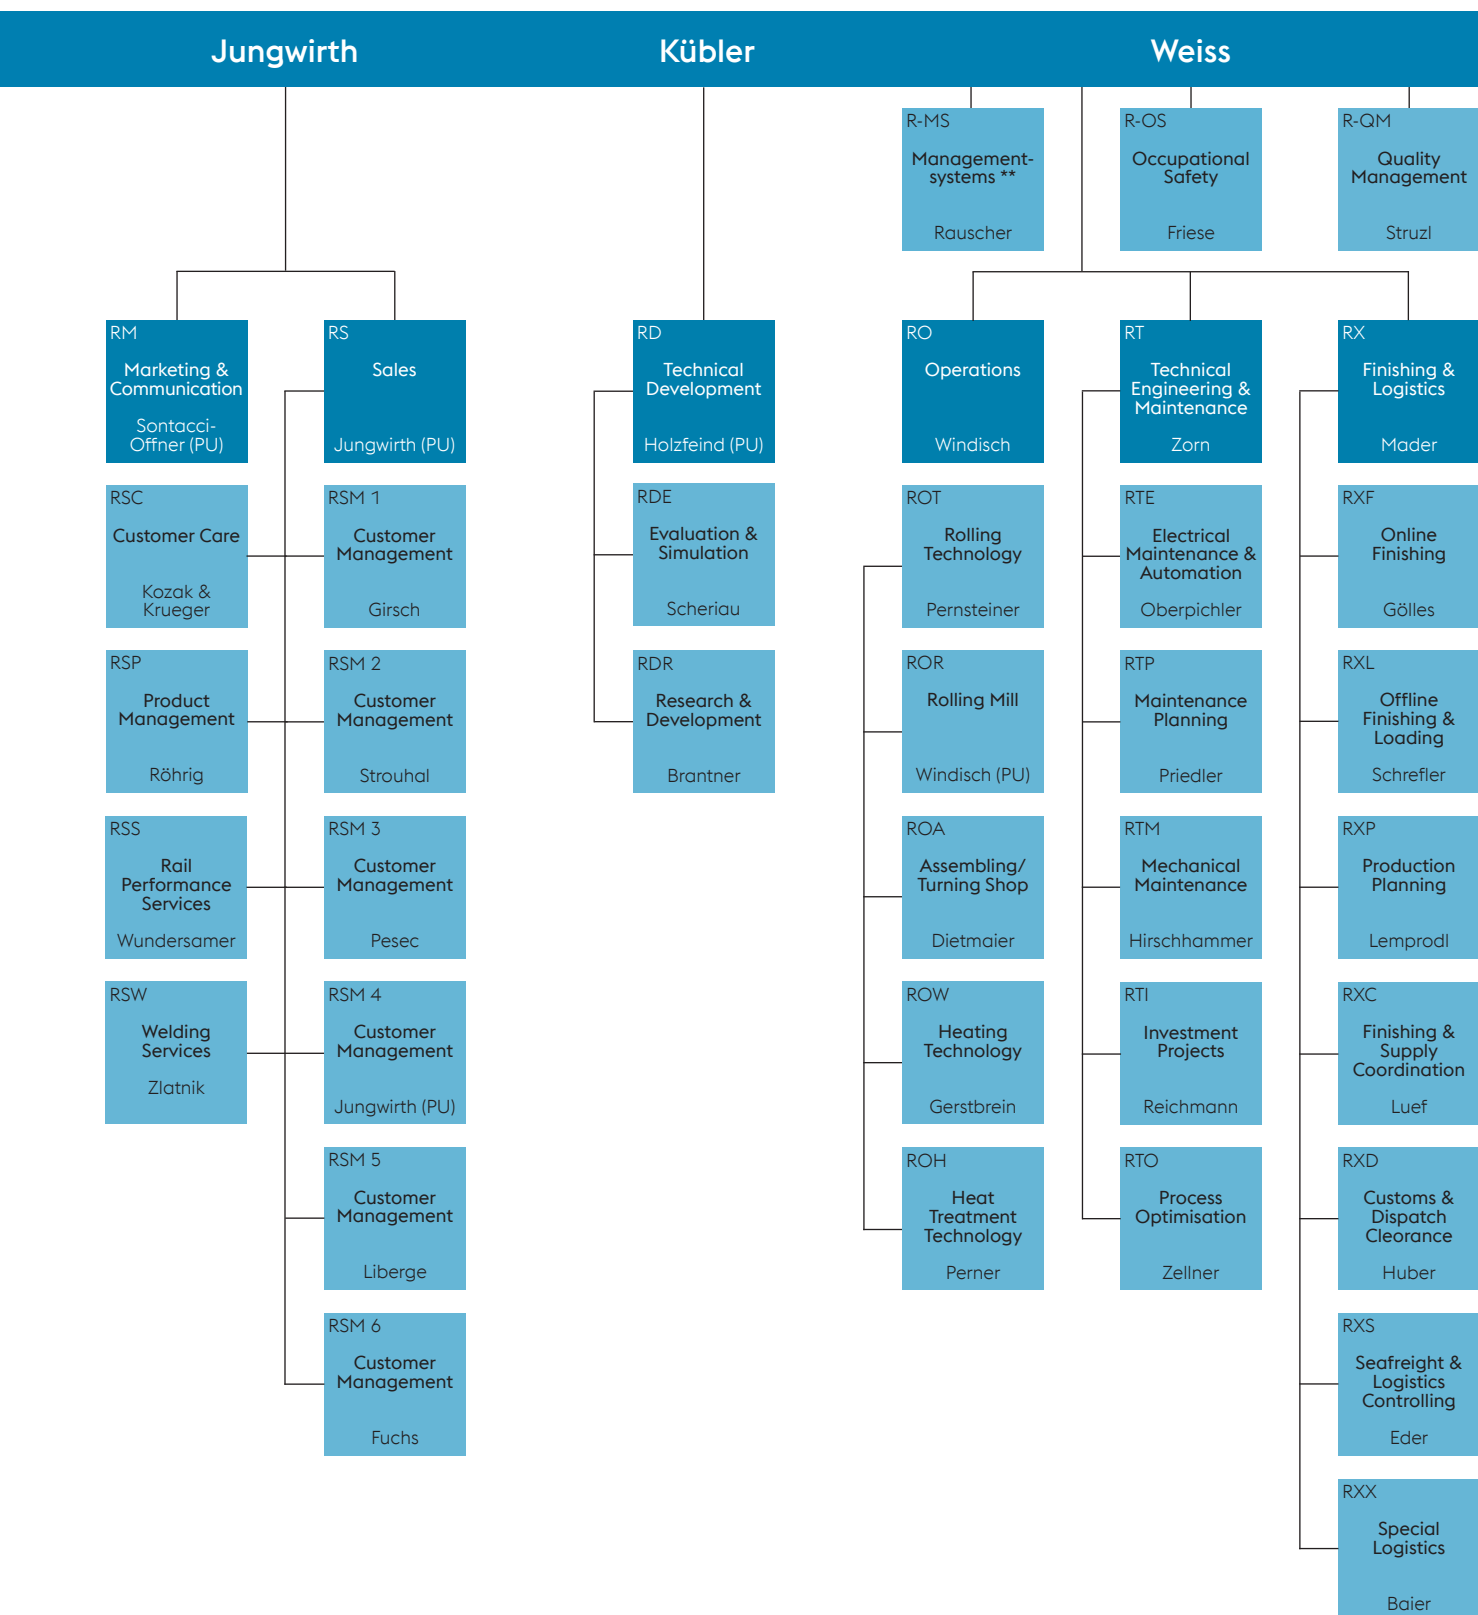 Jungwirth
Kübler
Weiss
R-MS
Management-
systems **
Rauscher
R-OS
Occupational
Safety
Friese
R-QM
Quality
Management
Struzl
RM
Marketing &
Communication
Sontacci-
Offner (PU)
RS
Sales
Jungwirth (PU)
RD
Technical
Development
Holzfeind (PU)
RO
Operations
Windisch
RT
Technical
Engineering &
Maintenance
Zorn
RX
Finishing &
Logistics
Mader
RSC
Customer Care
Kozak &
Krueger
RSM 1
Customer
Management
Girsch
RDE
Evaluation &
Simulation
Scheriau
ROT
Rolling
Technology
Pernsteiner
RTE
Electrical
Maintenance &
Automation
Oberpichler
RXF
Online
Finishing
Gölles
RSP
Product
Management
Röhrig
RSM 2
Customer
Management
Strouhal
RDR
Research &
Development
Brantner
ROR
Rolling Mill
Windisch (PU)
RTP
Maintenance
Planning
Priedler
RXL
Offline
Finishing &
Loading
Schrefler
RSS
Rail
Performance
Services
Wundersamer
RSM 3
Customer
Management
Pesec
ROA
Assembling/
Turning Shop
Dietmaier
RTM
Mechanical
Maintenance
Hirschhammer
RXP
Production
Planning
Lemprodl
RSW
Welding
Services
Zlatnik
RSM 4
Customer
Management
Jungwirth (PU)
ROW
Heating
Technology
Gerstbrein
RTI
Investment
Projects
Reichmann
RXC
Finishing &
Supply
Coordination
Luef
RSM 5
Customer
Management
Liberge
ROH
Heat
Treatment
Technology
Perner
RTO
Process
Optimisation
Zellner
RXD
Customs &
Dispatch
Cleorance
Huber
RSM 6
Customer
Management
Fuchs
RXS
Seafreight &
Logistics
Controlling
Eder
RXX
Special
Logistics
Baier